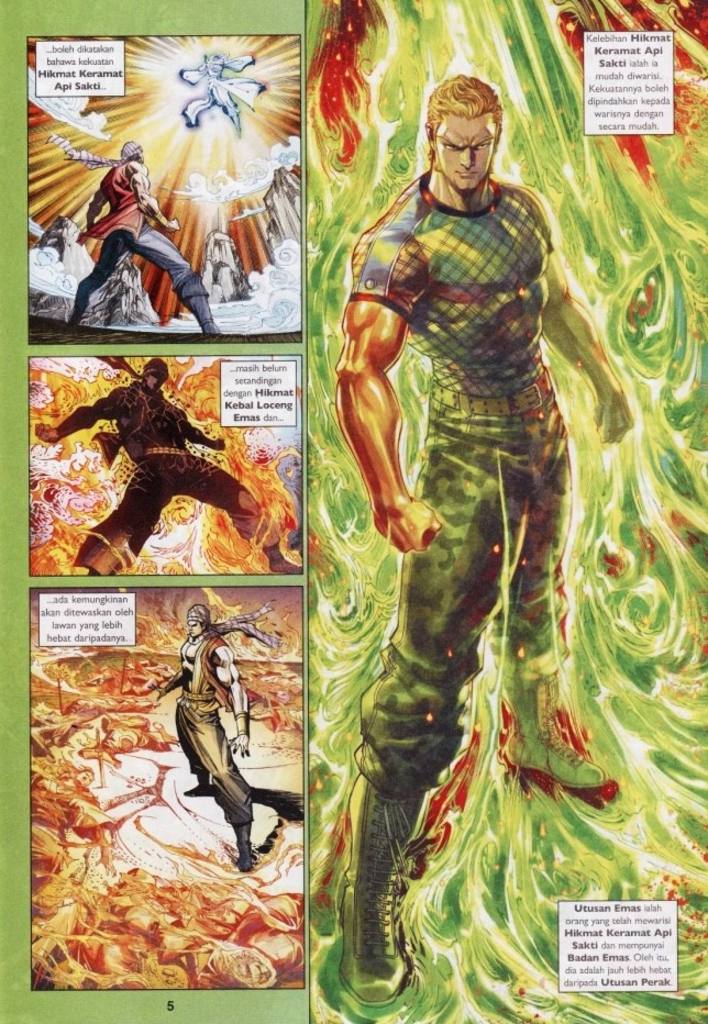 ...boleh dikatakan
bahawa kekuatan
Hikmat Keramat
Api Sakti..
...masih belum
setandingan
dengan Hikmat
Kebal Loceng
Emas dan...
...ada kemungkinan
akan ditewaskan oleh
lawan yang lebih
hebat daripadanya..
Kelebihan Hikmat
Keramat Api
Sakti ialah ia
mudah diwarisi.
Kekuatannya boleh
dipindahkan kepada
warisnya dengan
secara mudah.
Utusan Emas ialah
orang yang telah mewarisi
Hikmat Keramat Api
Sakti dan mempunyai
Badan Emas. Oleh itu,
dia adalah jauh lebih hebat
daripada Utusan Perak.
5